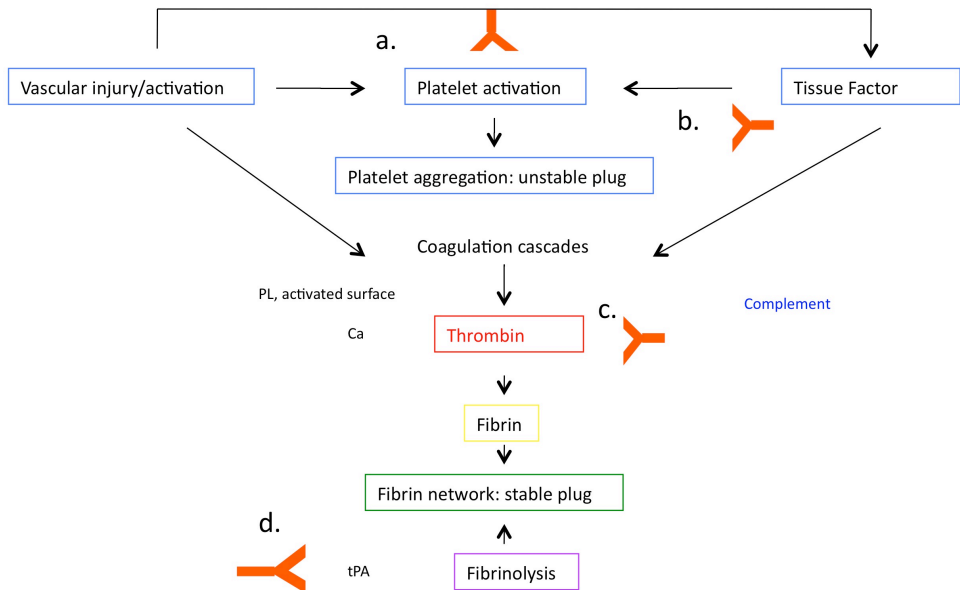 a.
Vascular injury/activation
Platelet activation
Tissue Factor
b.
Platelet aggregation: unstable plug
Coagulation cascades
PL, activated surface
Complement
c.
Ca
Thrombin
Fibrin
Fibrin network: stable plug
d.
tPA
Fibrinolysis